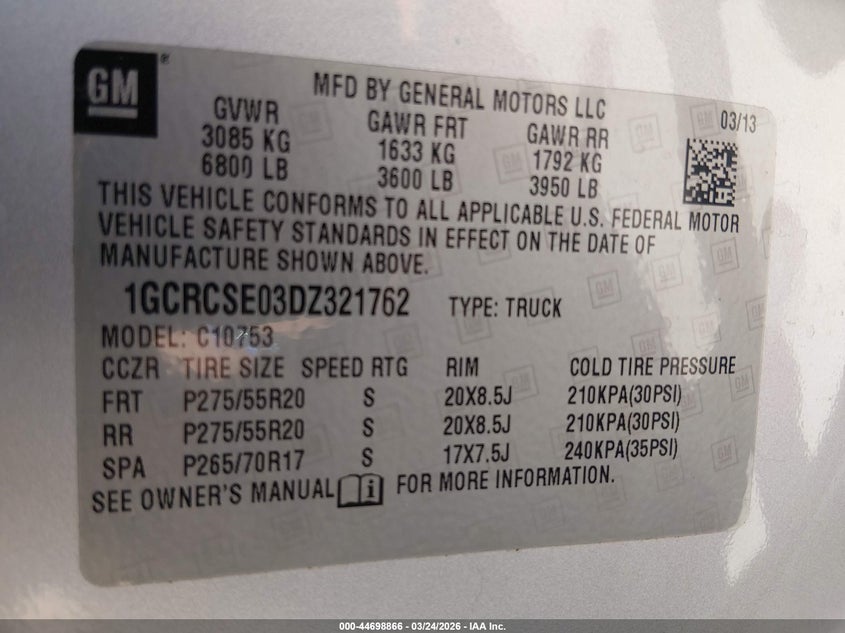 GM
MFD BY GENERAL MOTORS LLC
03/13
GVWR GAWR FRT GAWR RR
3085 KG 1633 KG 1792 KG
6800 LB 3600 LB 3950 LB
THIS VEHICLE CONFORMS TO ALL APPLICABLE U.S. FEDERAL MOTOR
VEHICLE SAFETY STANDARDS IN EFFECT ON THE DATE OF
MANUFACTURE SHOWN ABOVE.
1GCRCSE03DZ321762 TYPE: TRUCK
MODEL: C10753
CCZR TIRE SIZE SPEED RTG RIM COLD TIRE PRESSURE
FRT P275/55R20 S 20X8.5J 210KPA(30PSI)
RR P275/55R20 S 20X8.5J 210KPA(30PSI)
SPA P265/70R17 S 17X7.5J 240KPA(35PSI)
SEE OWNER'S MANUAL i FOR MORE INFORMATION.
000-44698866 - 03/24/2026 - IAA Inc.